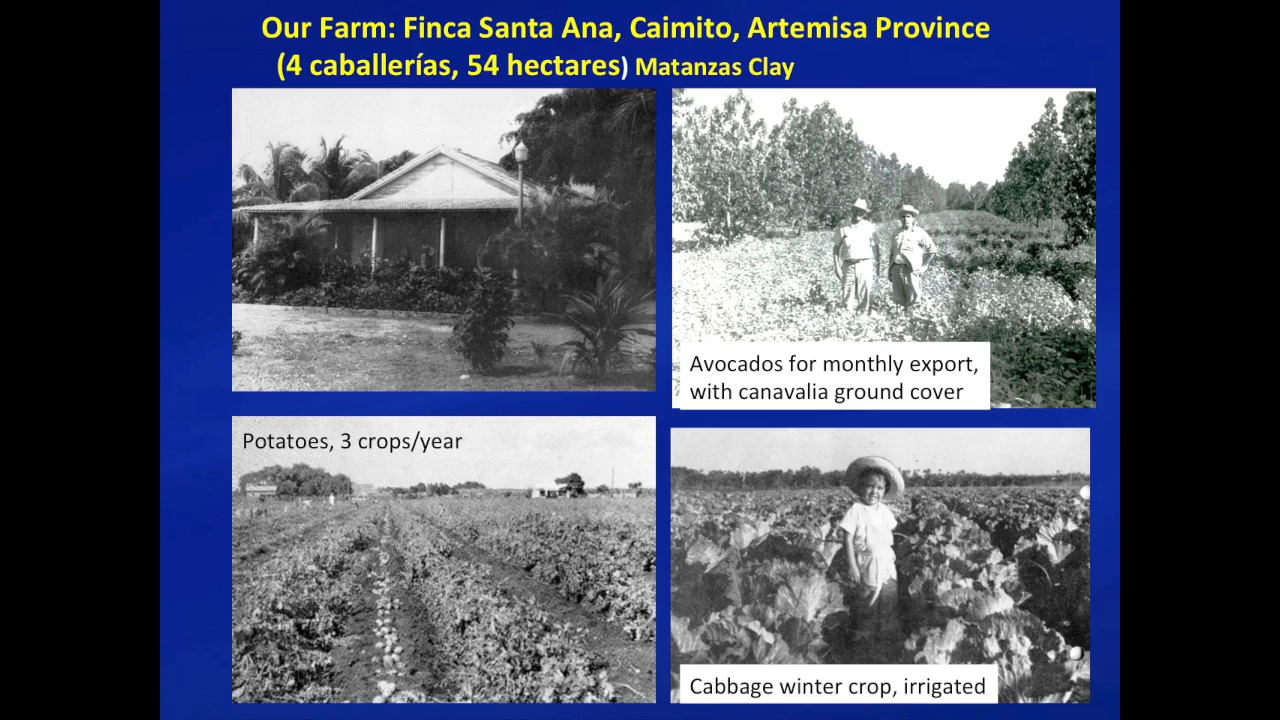 Our Farm: Finca Santa Ana, Caimito, Artemisa Province
(4 caballerías, 54 hectares) Matanzas Clay
Avocados for monthly export,
with canavalia ground cover
Potatoes, 3 crops/year
Cabbage winter crop, irrigated